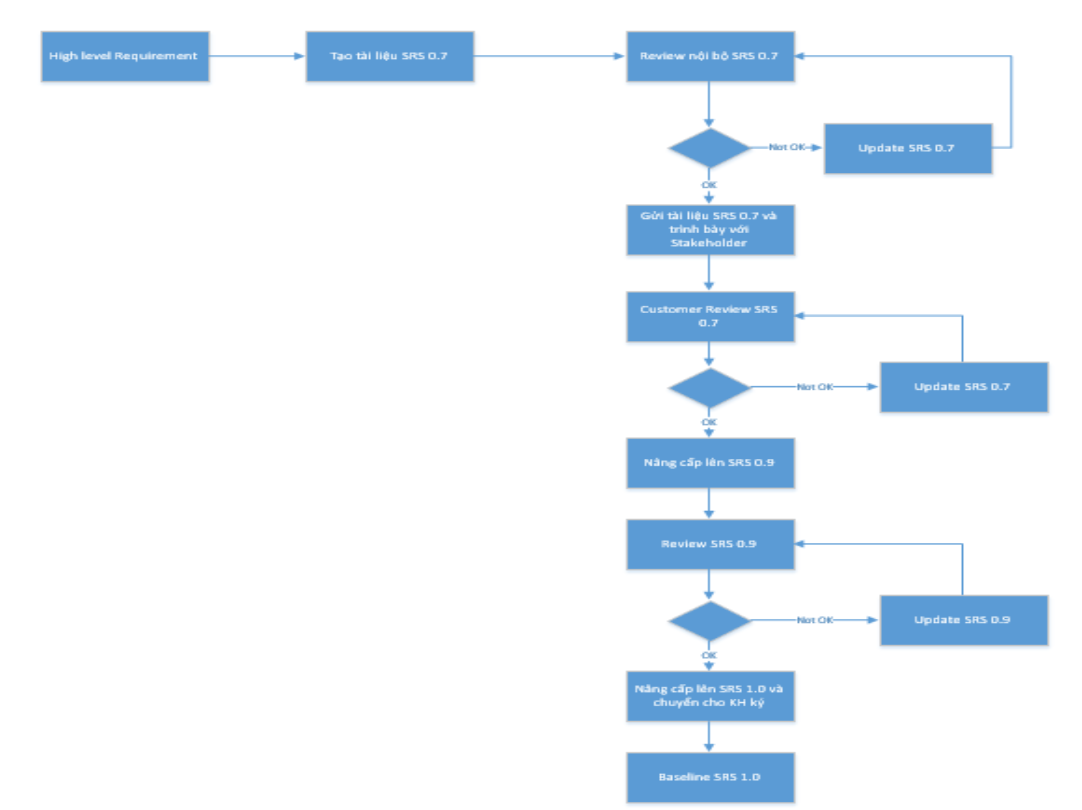 High level Requirement
Tạo tài liệu SRS 0.7
Review nội bộ SRS 0.7
Not OK
Update SRS 0.7
OK
Gửi tài liệu SRS 0.7 và
trình bày với
Stakeholder
Customer Review SRS
0.7
Not OK
Update SRS 0.7
OK
Nâng cấp lên SRS 0.9
Review SRS 0.9
Not OK
Update SRS 0.9
OK
Nâng cấp lên SRS 1.0 và
chuyển cho KH ký
Baseline SRS 1.0